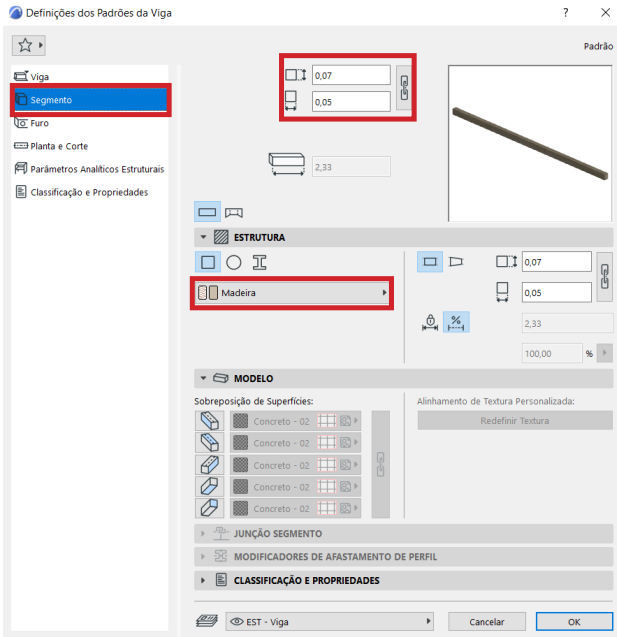 Definições dos Padrões da Viga
Padrão
Viga
Segmento
Furo
Planta e Corte
Parâmetros Analíticos Estruturais
Classificação e Propriedades
0,07
0,05
2,33
ESTRUTURA
Madeira
0,07
0,05
2,33
100,00 %
MODELO
Sobreposição de Superfícies:
Concreto - 02
Concreto - 02
Concreto - 02
Concreto - 02
Concreto - 02
Alinhamento de Textura Personalizada:
Redefinir Textura
JUNÇÃO SEGMENTO
MODIFICADORES DE AFASTAMENTO DE PERFIL
CLASSIFICAÇÃO E PROPRIEDADES
EST - Viga
Cancelar
OK